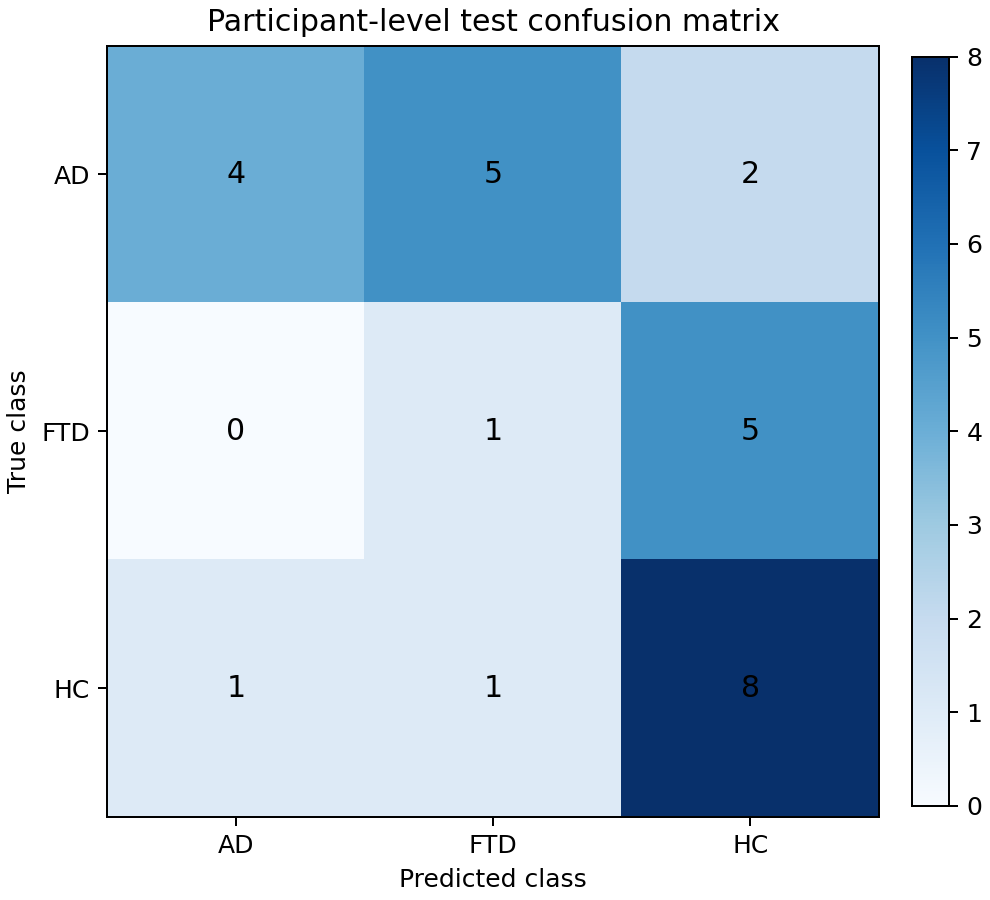 Participant-level test confusion matrix
8
7
6
5
4
3
2
1
0
AD 4 5 2
FTD 0 1 5
HC 1 1 8
AD FTD HC
True class
Predicted class